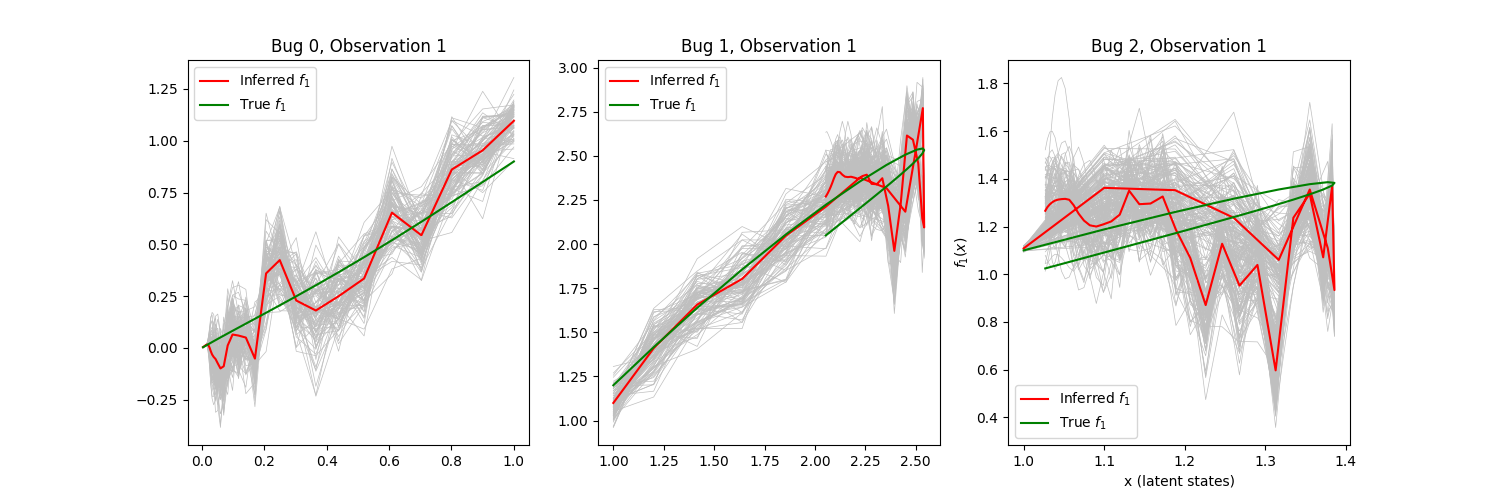 Bug 0, Observation 1
Inferred f₁
True f₁
1.25
1.00
0.75
0.50
0.25
0.00
−0.25
0.0 0.2 0.4 0.6 0.8 1.0
Bug 1, Observation 1
Inferred f₁
True f₁
3.00
2.75
2.50
2.25
2.00
1.75
1.50
1.25
1.00
1.00 1.25 1.50 1.75 2.00 2.25 2.50
Bug 2, Observation 1
f₁(x)
1.8
1.6
1.4
1.2
1.0
0.8
0.6
0.4
Inferred f₁
True f₁
1.0 1.1 1.2 1.3 1.4
x (latent states)